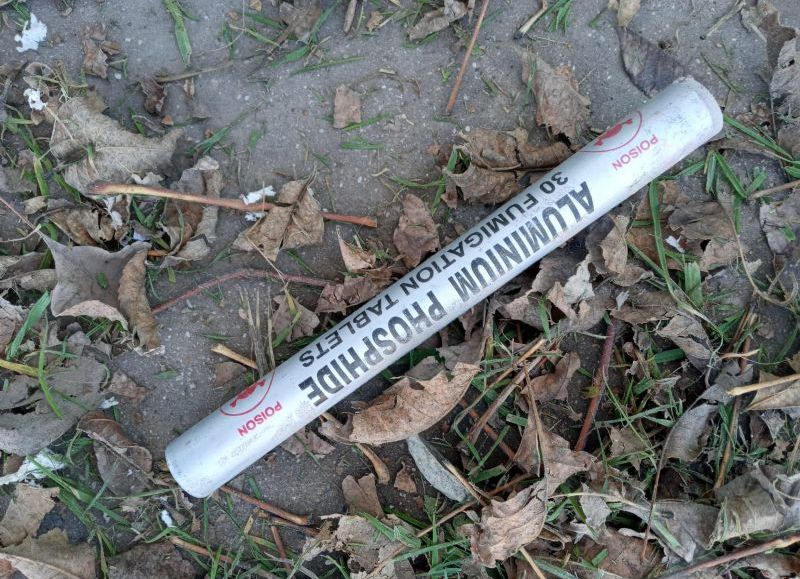 POISON
ALUMINIUM PHOSPHIDE
30 FUMIGATION TABLETS
POISON